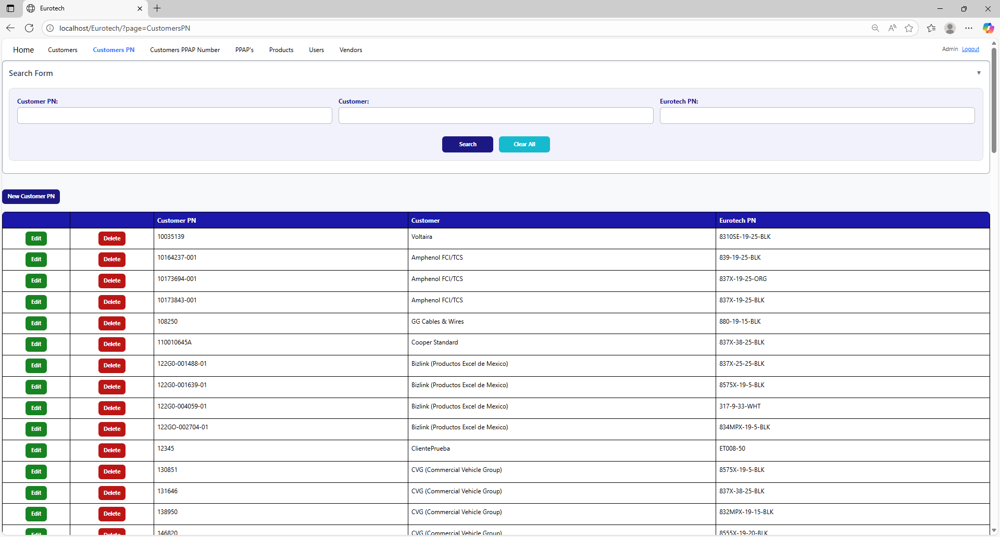 Eurotech
localhost/Eurotech/?page=CustomersPN
Home Customers Customers PN Customers PPAP Number PPAP's Products Users Vendors Admin Logout
Search Form
Customer PN: Customer: Eurotech PN:
Search Clear All
New Customer PN
Customer PN Customer Eurotech PN
Edit Delete 10035139 Voltaira 8310SE-19-25-BLK
Edit Delete 10164237-001 Amphenol FCI/TCS 839-19-25-BLK
Edit Delete 10173694-001 Amphenol FCI/TCS 837X-19-25-ORG
Edit Delete 10173843-001 Amphenol FCI/TCS 837X-19-25-BLK
Edit Delete 108250 GG Cables & Wires 880-19-15-BLK
Edit Delete 110010645A Cooper Standard 837X-38-25-BLK
Edit Delete 122G0-001488-01 Bizlink (Productos Excel de Mexico) 837X-25-25-BLK
Edit Delete 122G0-001639-01 Bizlink (Productos Excel de Mexico) 8575X-19-5-BLK
Edit Delete 122G0-004059-01 Bizlink (Productos Excel de Mexico) 317-9-33-WHT
Edit Delete 122GO-002704-01 Bizlink (Productos Excel de Mexico) 834MPX-19-5-BLK
Edit Delete 12345 ClientePrueba ET008-50
Edit Delete 130851 CVG (Commercial Vehicle Group) 8575X-19-5-BLK
Edit Delete 131646 CVG (Commercial Vehicle Group) 837X-38-25-BLK
Edit Delete 138950 CVG (Commercial Vehicle Group) 832MPX-19-15-BLK
Edit Delete 146820 CVG (Commercial Vehicle Group) 8555X-19-20-BLK